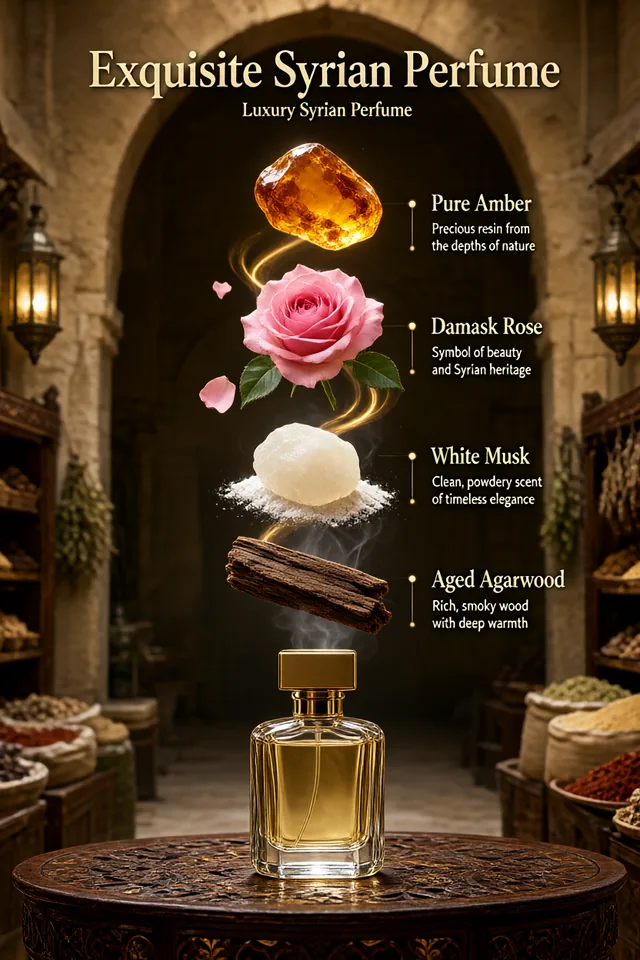 Exquisite Syrian Perfume
Luxury Syrian Perfume
Pure Amber
Precious resin from
the depths of nature
Damask Rose
Symbol of beauty
and Syrian heritage
White Musk
Clean, powdery scent
of timeless elegance
Aged Agarwood
Rich, smoky wood
with deep warmth